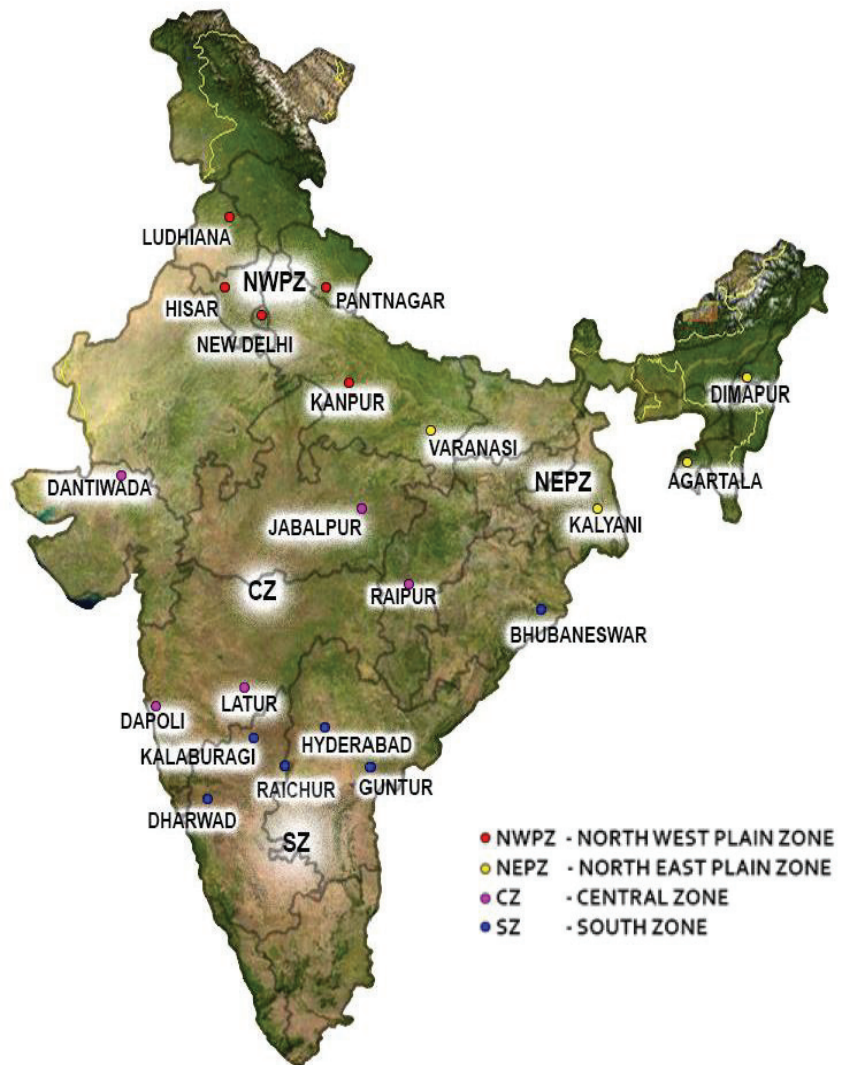 LUDHIANA
NWPZ
HISAR
PANTNAGAR
NEW DELHI
KANPUR
DIMAPUR
VARANASI
DANTIWADA
NEPZ
AGARTALA
JABALPUR
KALYANI
CZ
RAIPUR
BHUBANESWAR
LATUR
DAPOLI
HYDERABAD
KALABURAGI
RAICHUR
GUNTUR
DHARWAD
SZ
NWPZ - NORTH WEST PLAIN ZONE
NEPZ - NORTH EAST PLAIN ZONE
CZ - CENTRAL ZONE
SZ - SOUTH ZONE